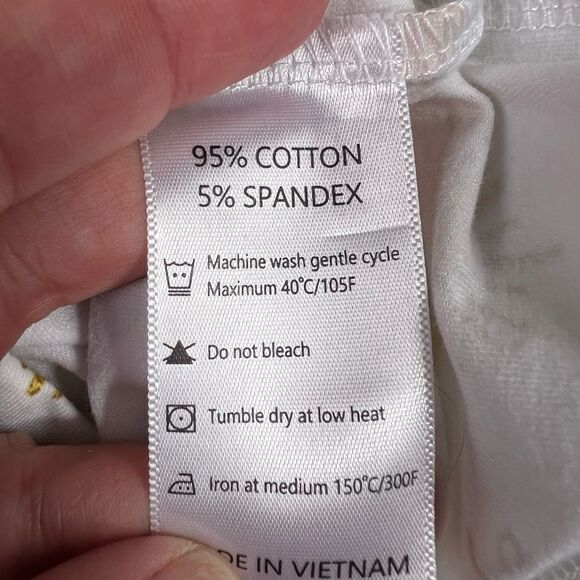 95% COTTON
5% SPANDEX
Machine wash gentle cycle
Maximum 40°C/105F
Do not bleach
Tumble dry at low heat
Iron at medium 150°C/300F
IN VIETNAM